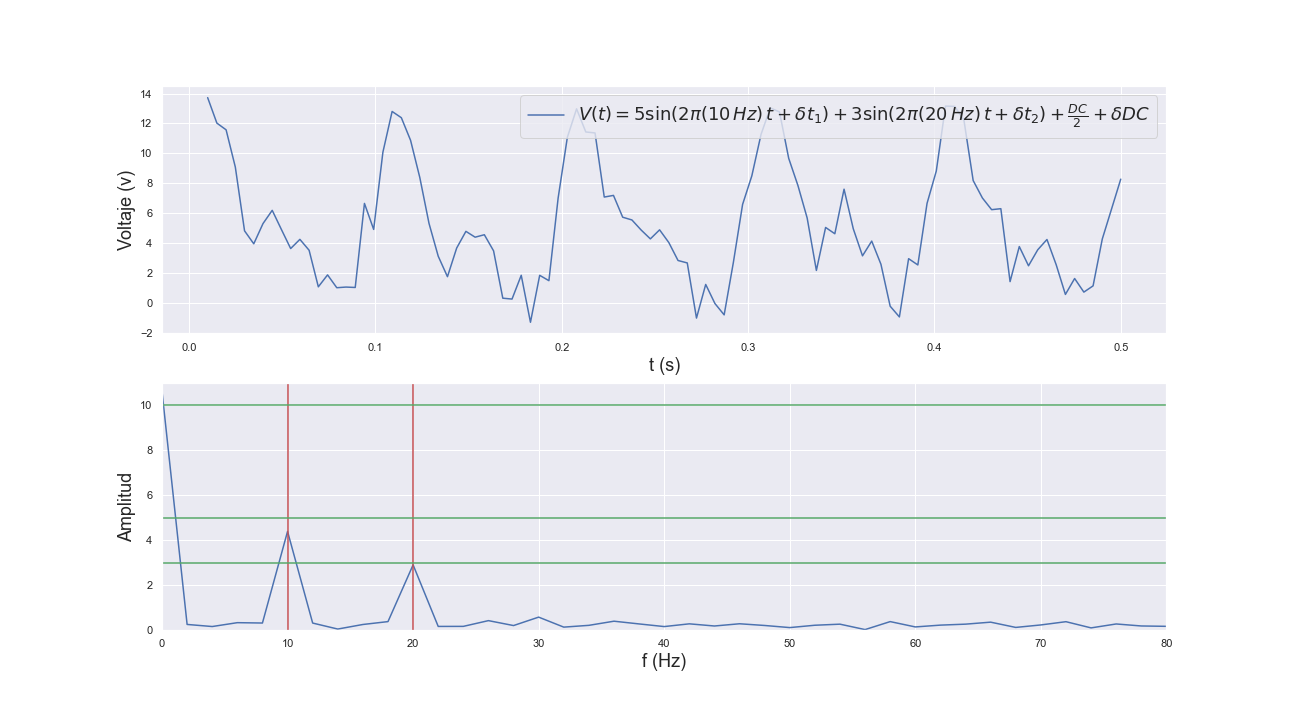 14
12
10
8
6
4
2
0
−2
Voltaje (v)
V(t) = 5sin(2π(10 Hz) t + δt₁) + 3sin(2π(20 Hz) t + δt₂) + DC/2 + δDC
0.0 0.1 0.2 0.3 0.4 0.5
t (s)
10
8
6
4
2
0
Amplitud
0 10 20 30 40 50 60 70 80
f (Hz)